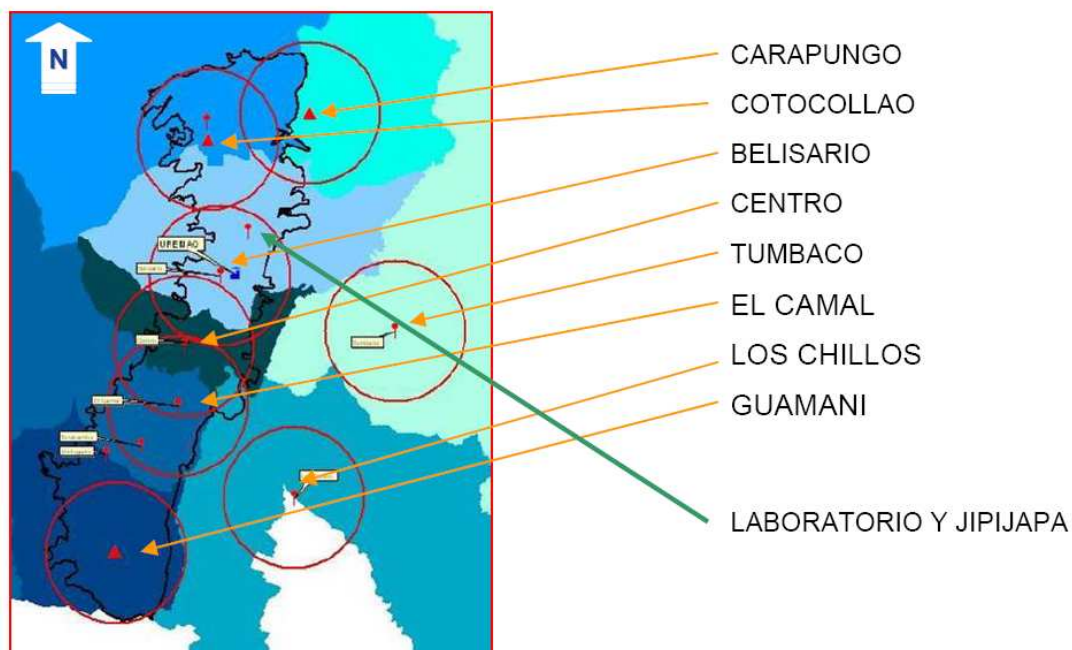 N
CARAPUNGO
COTOCOLLAO
BELISARIO
CENTRO
TUMBACO
EL CAMAL
LOS CHILLOS
GUAMANI
LABORATORIO Y JIPIJAPA